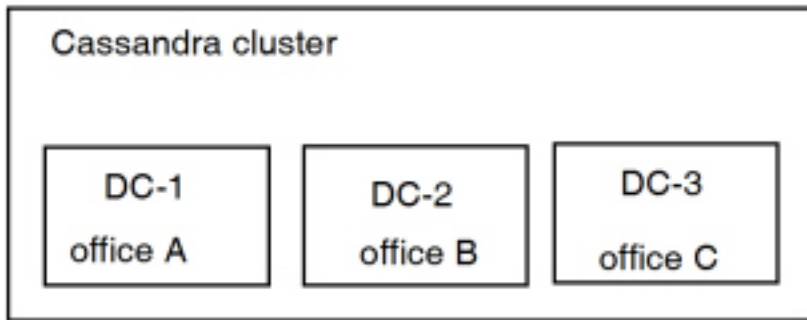 Cassandra cluster
DC-1
office A
DC-2
office B
DC-3
office C